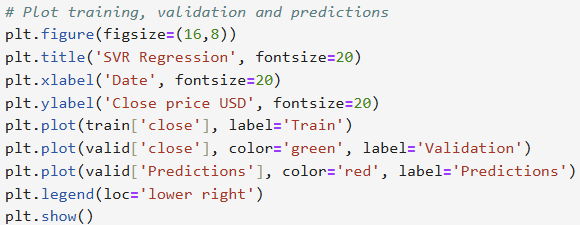 # Plot training, validation and predictions
plt.figure(figsize=(16,8))
plt.title('SVR Regression', fontsize=20)
plt.xlabel('Date', fontsize=20)
plt.ylabel('Close price USD', fontsize=20)
plt.plot(train['close'], label='Train')
plt.plot(valid['close'], color='green', label='Validation')
plt.plot(valid['Predictions'], color='red', label='Predictions')
plt.legend(loc='lower right')
plt.show()